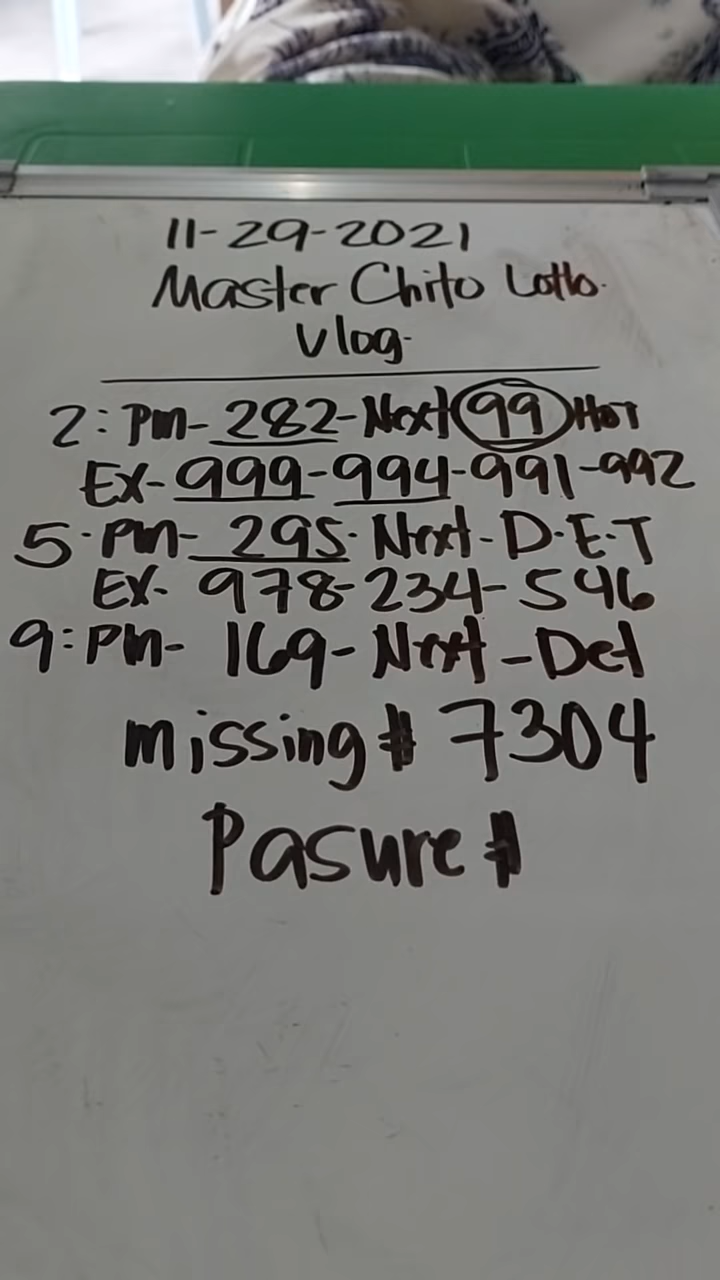 11-29-2021
Master Chito Lotto.
Vlog-
2: Pm- 282-Next 99 HOT
EX-999-994-991-992
5.Pm- 295. Next-D.E.T
EX- 978-234-546
9:PM- 169-Next-Det
missing# 7304
Pasure#